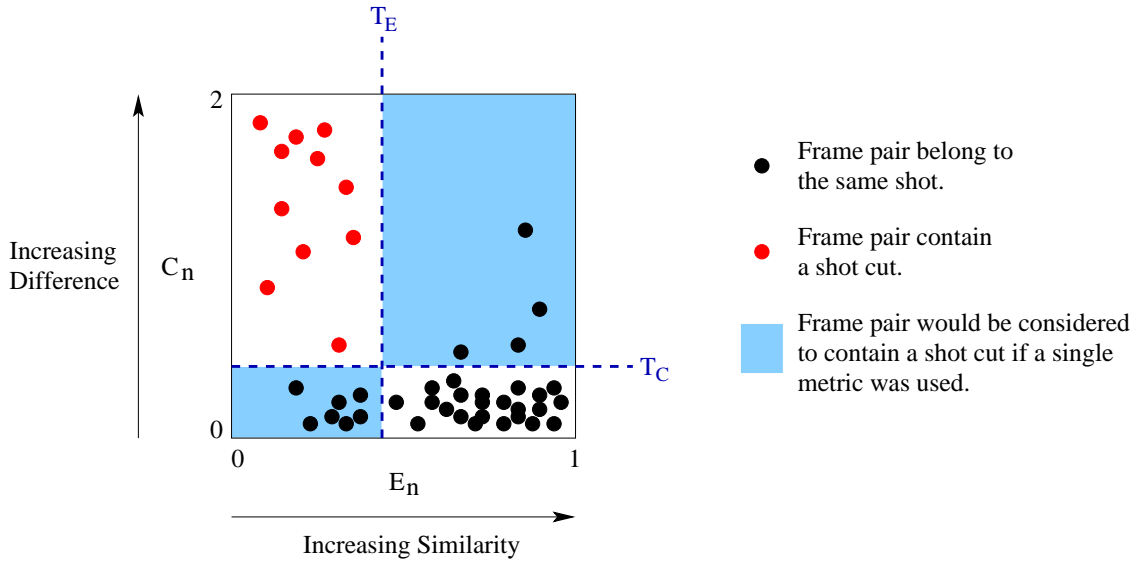 T_E
2
Increasing
Difference
C_n
0
0
1
E_n
Increasing Similarity
T_C
Frame pair belong to
the same shot.
Frame pair contain
a shot cut.
Frame pair would be considered
to contain a shot cut if a single
metric was used.